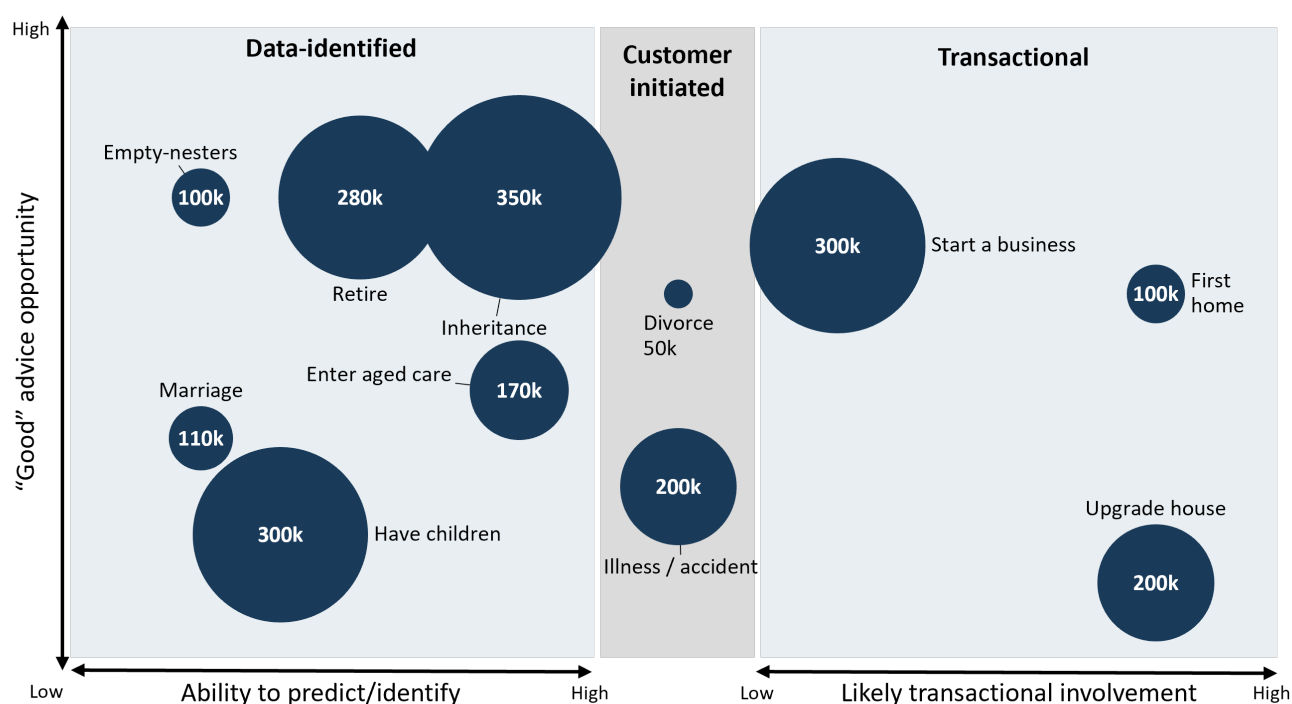 High
"Good" advice opportunity
Low
Data-identified
Empty-nesters
100k
280k
Retire
350k
Inheritance
Enter aged care
170k
Marriage
110k
300k
Have children
Low
Ability to predict/identify
High
Customer
initiated
Divorce
50k
200k
Illness / accident
Transactional
300k
Start a business
100k
First
home
Upgrade house
200k
Low
Likely transactional involvement
High